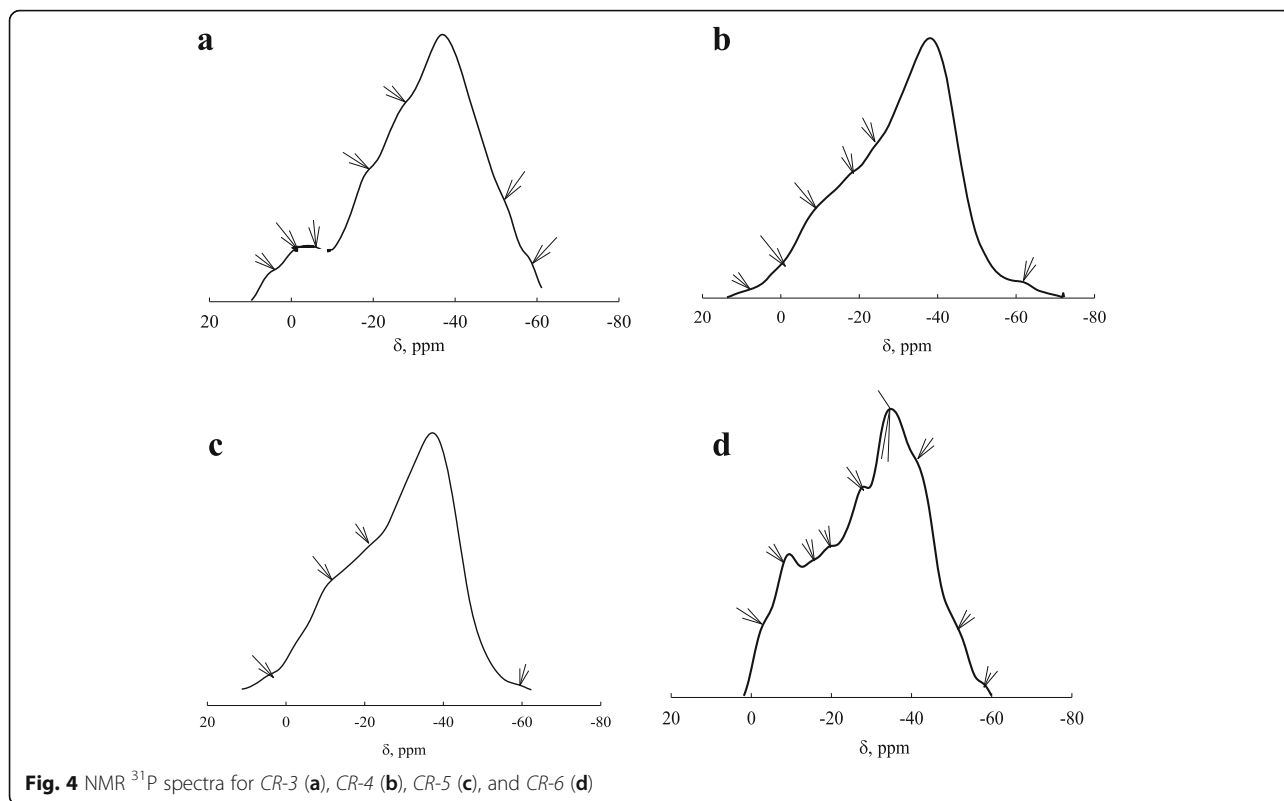 a
20 0 -20 -40 -60 -80
δ, ppm
b
20 0 -20 -40 -60 -80
δ, ppm
c
20 0 -20 -40 -60 -80
δ, ppm
d
20 0 -20 -40 -60 -80
δ, ppm
Fig. 4 NMR ³¹P spectra for CR-3 (a), CR-4 (b), CR-5 (c), and CR-6 (d)